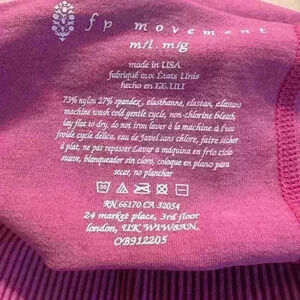 fp movement
m/l. m/g
made in USA
fabriqué aux États Unis
hecho en EE.UU
73% nylon 27% spandex, elasthanne, elastan, elastano
machine wash cold gentle cycle, non-chlorine bleach,
lay flat to dry, do not iron laver à la machine à l'eau
froide cycle délica, eau de Javel sans chlore, faire sécher
à plat, ne pas repasser Lavar a máquina en frío ciclo
suave, blanqueador sin cloro, coloque en plano para
secar, no planchar
30
RN 66170 CA 32054
24 market place, 3rd floor
london, UK W1W8AN
OB912205